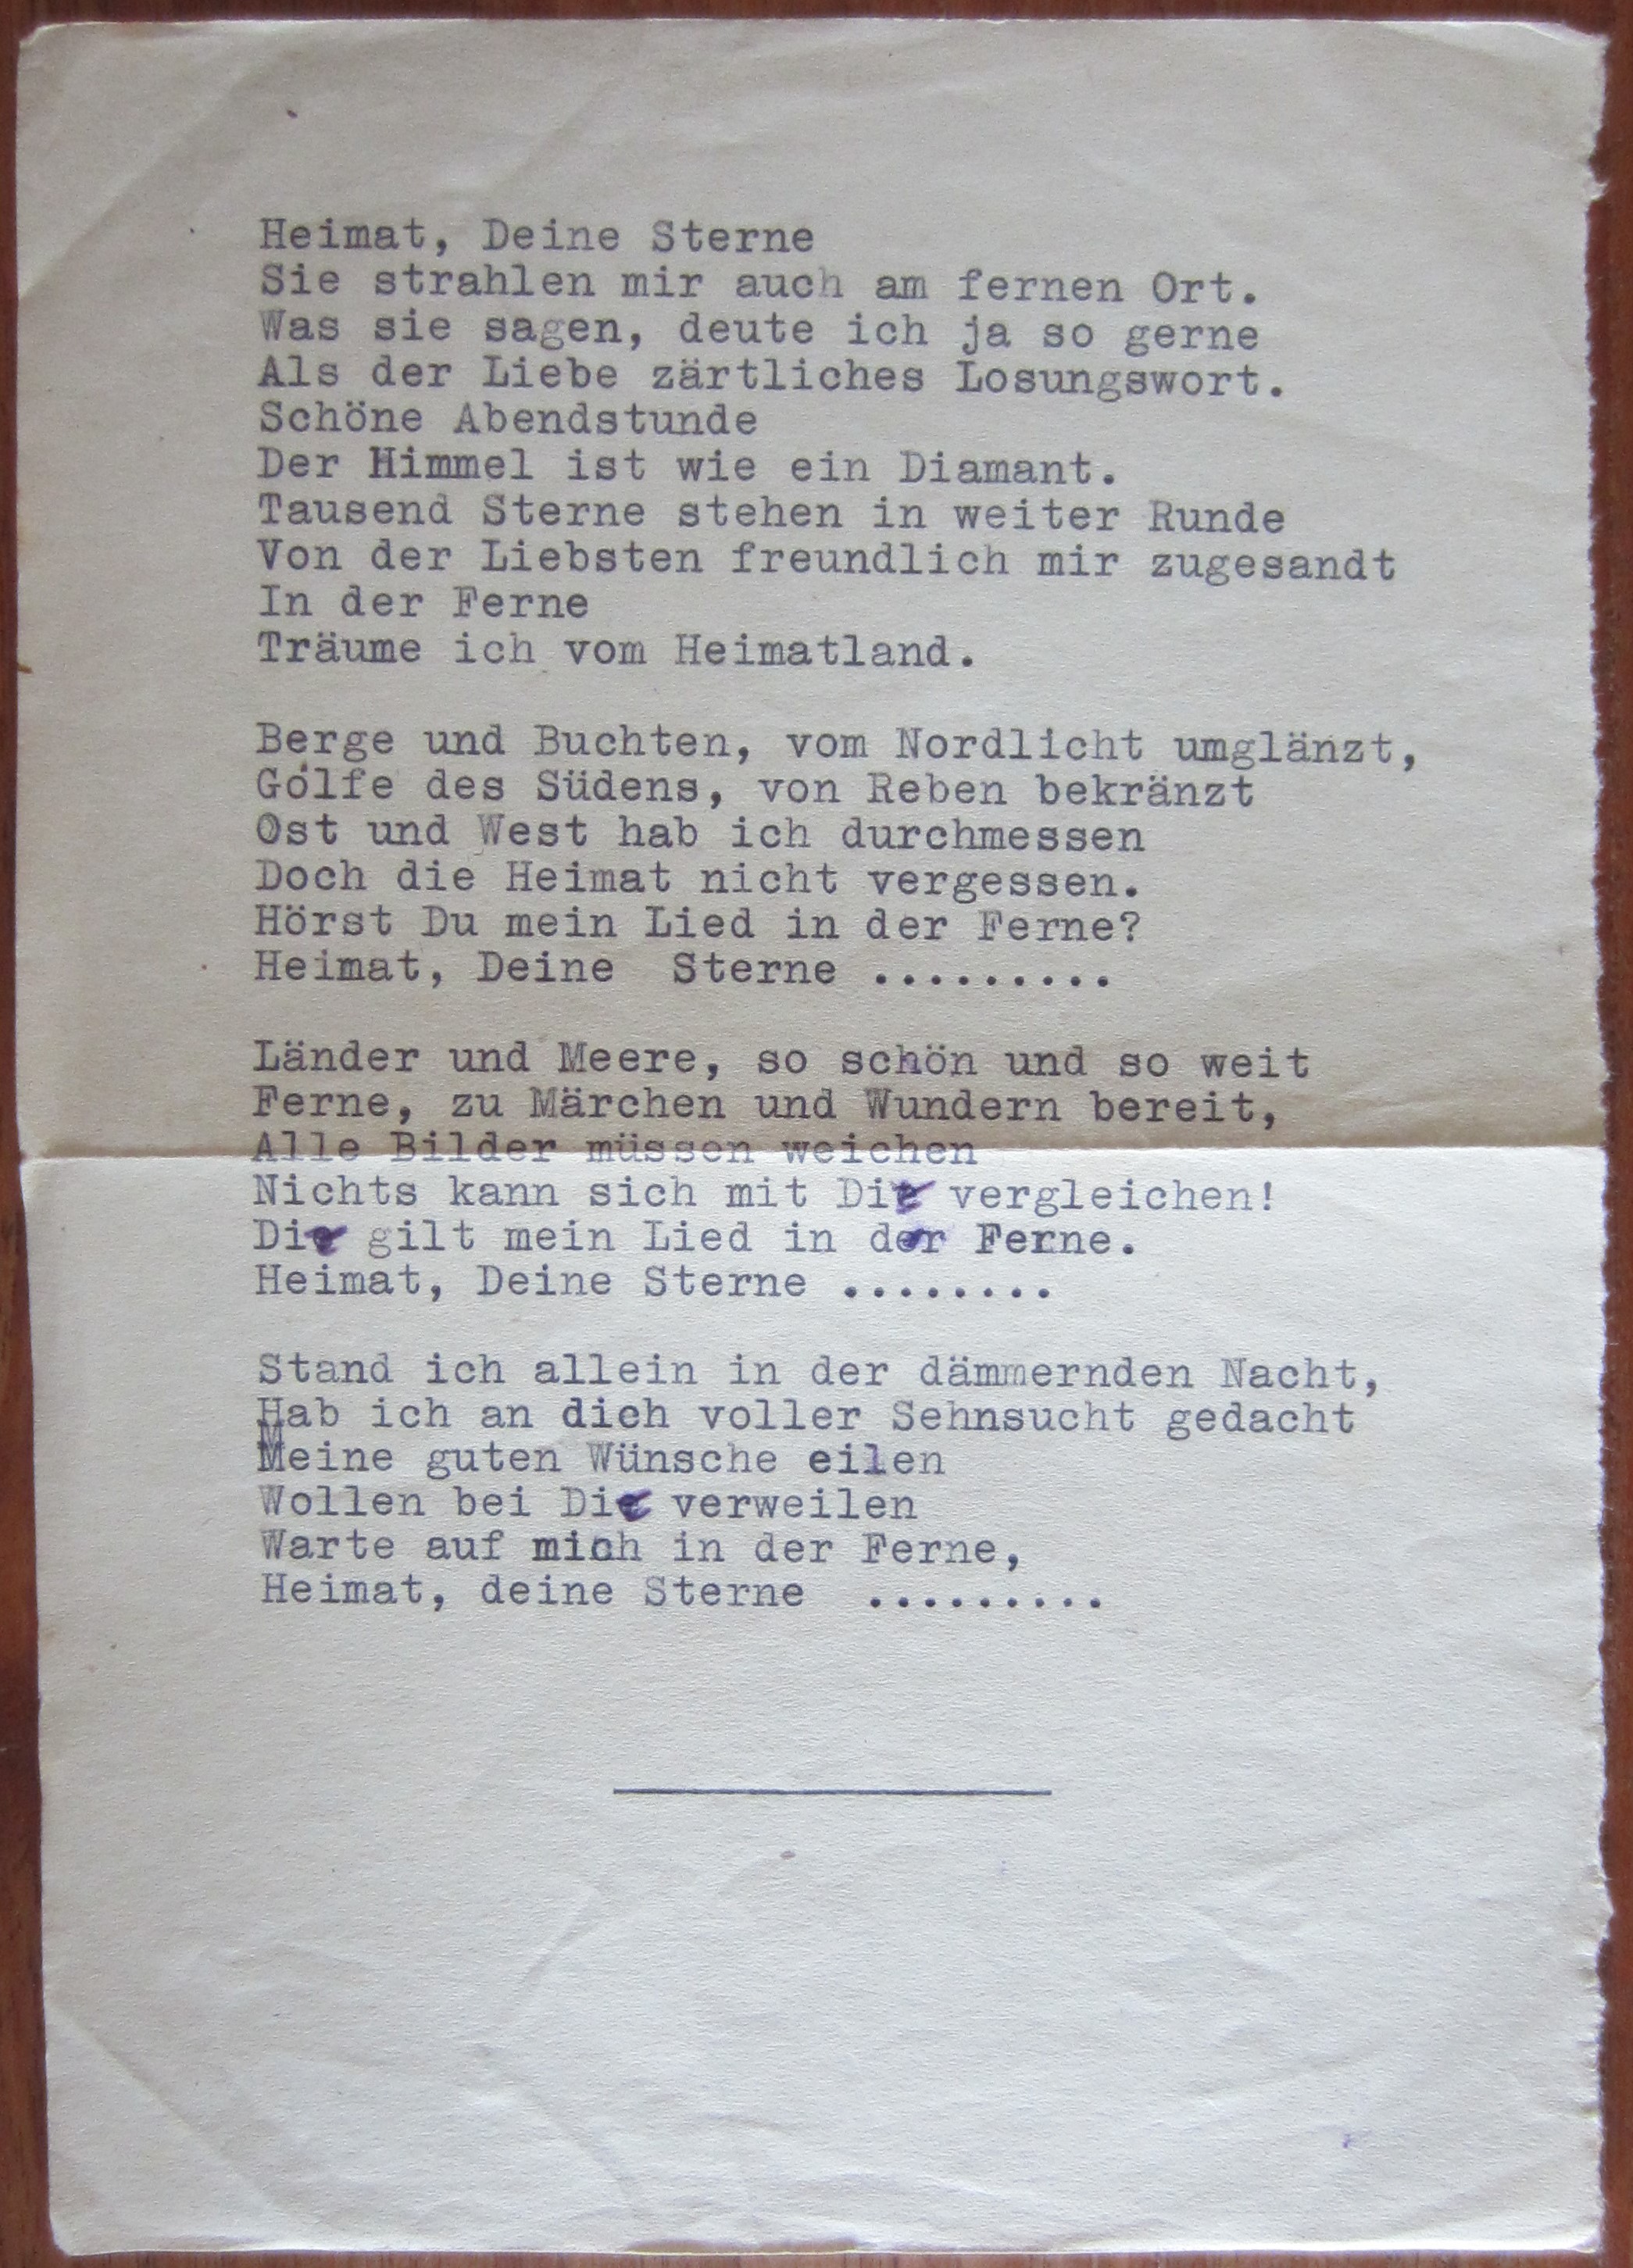 Heimat, Deine Sterne
Sie strahlen mir auch am fernen Ort.
Was sie sagen, deute ich ja so gerne
Als der Liebe zärtliches Losungswort.
Schöne Abendstunde
Der Himmel ist wie ein Diamant.
Tausend Sterne stehen in weiter Runde
Von der Liebsten freundlich mir zugesandt
In der Ferne
Träume ich vom Heimatland.
Berge und Buchten, vom Nordlicht umglänzt,
Golfe des Südens, von Reben bekränzt
Ost und West hab ich durchmessen
Doch die Heimat nicht vergessen.
Hörst Du mein Lied in der Ferne?
Heimat, Deine Sterne .........
Länder und Meere, so schön und so weit
Ferne, zu Märchen und Wundern bereit,
Alle Bilder müssen weichen
Nichts kann sich mit Dir vergleichen!
Dir gilt mein Lied in der Ferne.
Heimat, Deine Sterne ........
Stand ich allein in der dämmernden Nacht,
Hab ich an dich voller Sehnsucht gedacht
Meine guten Wünsche eilen
Wollen bei Dir verweilen
Warte auf mich in der Ferne,
Heimat, deine Sterne .........